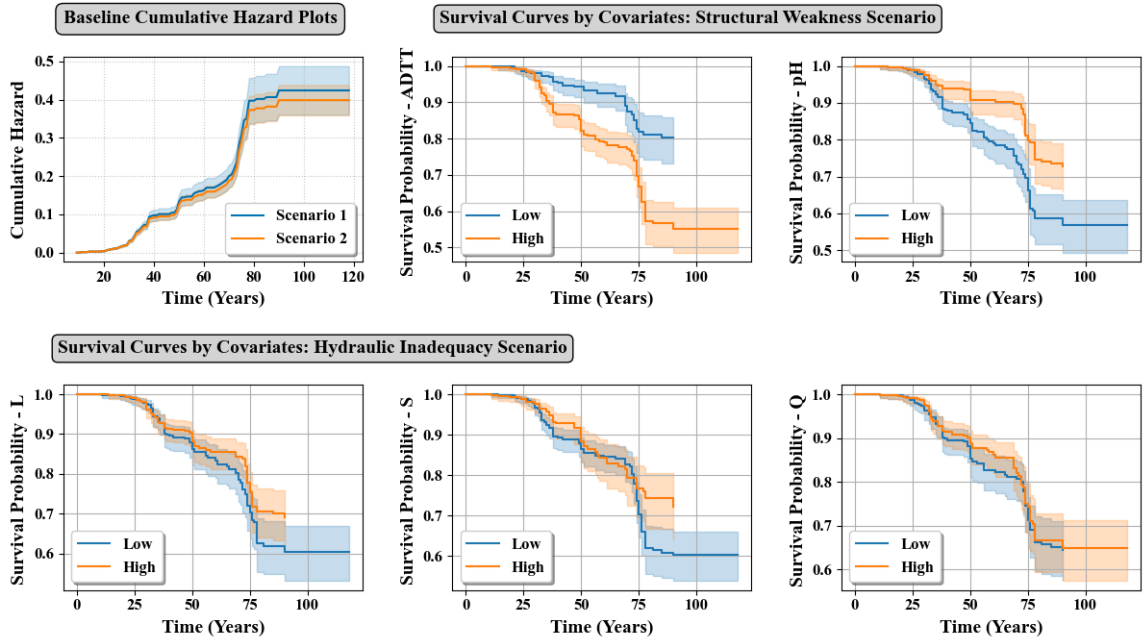 Baseline Cumulative Hazard Plots
Survival Curves by Covariates: Structural Weakness Scenario
Cumulative Hazard
0.5
0.4
0.3
0.2
0.1
0.0
Scenario 1
Scenario 2
20 40 60 80 100 120
Time (Years)
Survival Probability - ADTT
1.0
0.9
0.8
0.7
0.6
0.5
Low
High
0 25 50 75 100
Time (Years)
Survival Probability - pH
1.0
0.9
0.8
0.7
0.6
0.5
Low
High
0 25 50 75 100
Time (Years)
Survival Curves by Covariates: Hydraulic Inadequacy Scenario
Survival Probability - L
1.0
0.9
0.8
0.7
0.6
Low
High
0 25 50 75 100
Time (Years)
Survival Probability - S
1.0
0.9
0.8
0.7
0.6
Low
High
0 25 50 75 100
Time (Years)
Survival Probability - Q
1.0
0.9
0.8
0.7
0.6
Low
High
0 25 50 75 100
Time (Years)